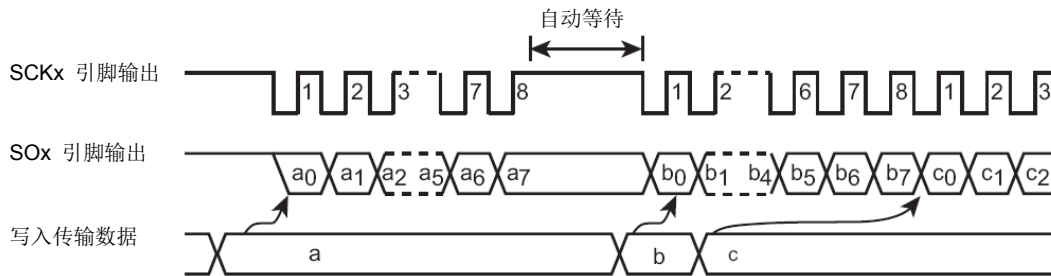 自动等待
SCKx 引脚输出
1 2 3 7 8 1 2 6 7 8 1 2 3
SOx 引脚输出
a0 a1 a2 a5 a6 a7 b0 b1 b4 b5 b6 b7 c0 c1 c2
写入传输数据
a b c